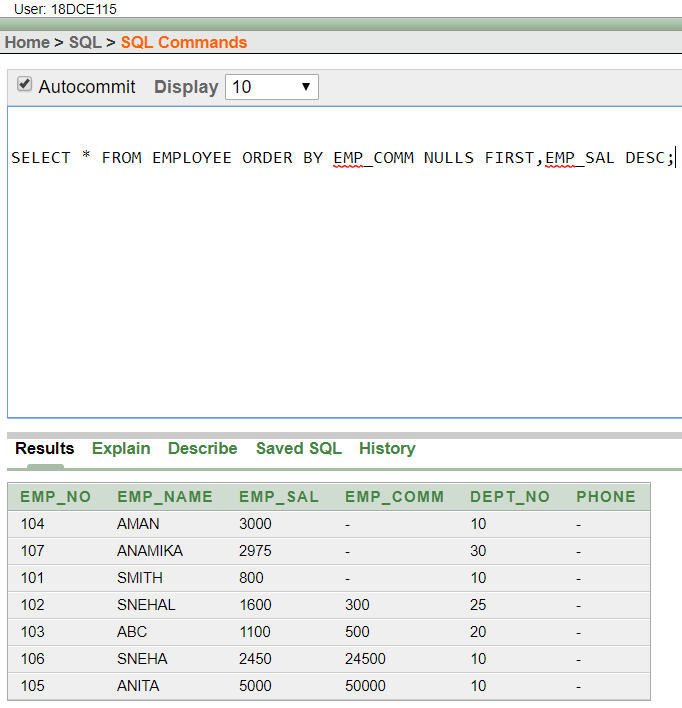 User: 18DCE115
Home > SQL > SQL Commands
Autocommit Display 10
SELECT * FROM EMPLOYEE ORDER BY EMP_COMM NULLS FIRST,EMP_SAL DESC;
Results Explain Describe Saved SQL History
EMP_NO EMP_NAME EMP_SAL EMP_COMM DEPT_NO PHONE
104 AMAN 3000 - 10 -
107 ANAMIKA 2975 - 30 -
101 SMITH 800 - 10 -
102 SNEHAL 1600 300 25 -
103 ABC 1100 500 20 -
106 SNEHA 2450 24500 10 -
105 ANITA 5000 50000 10 -